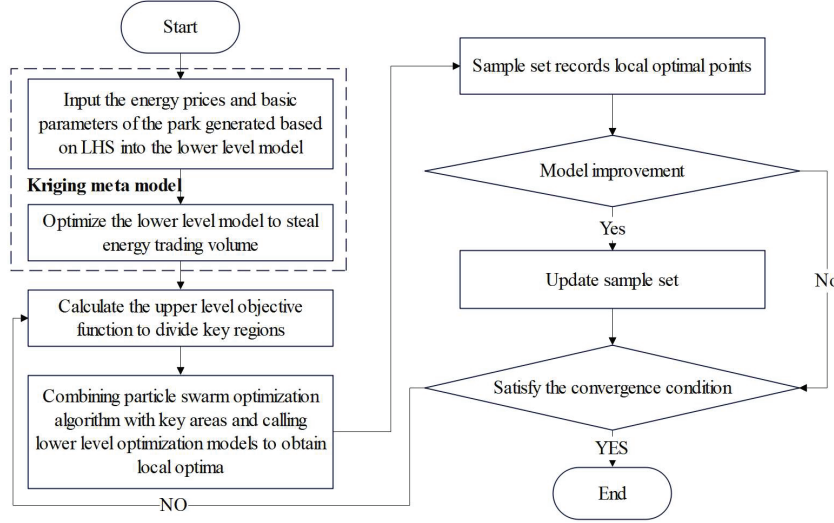 Start
Input the energy prices and basic
parameters of the park generated based
on LHS into the lower level model
Kriging meta model
Optimize the lower level model to steal
energy trading volume
Calculate the upper level objective
function to divide key regions
Combining particle swarm optimization
algorithm with key areas and calling
lower level optimization models to obtain
local optima
NO
Sample set records local optimal points
Model improvement
Yes
No
Update sample set
Satisfy the convergence condition
YES
End